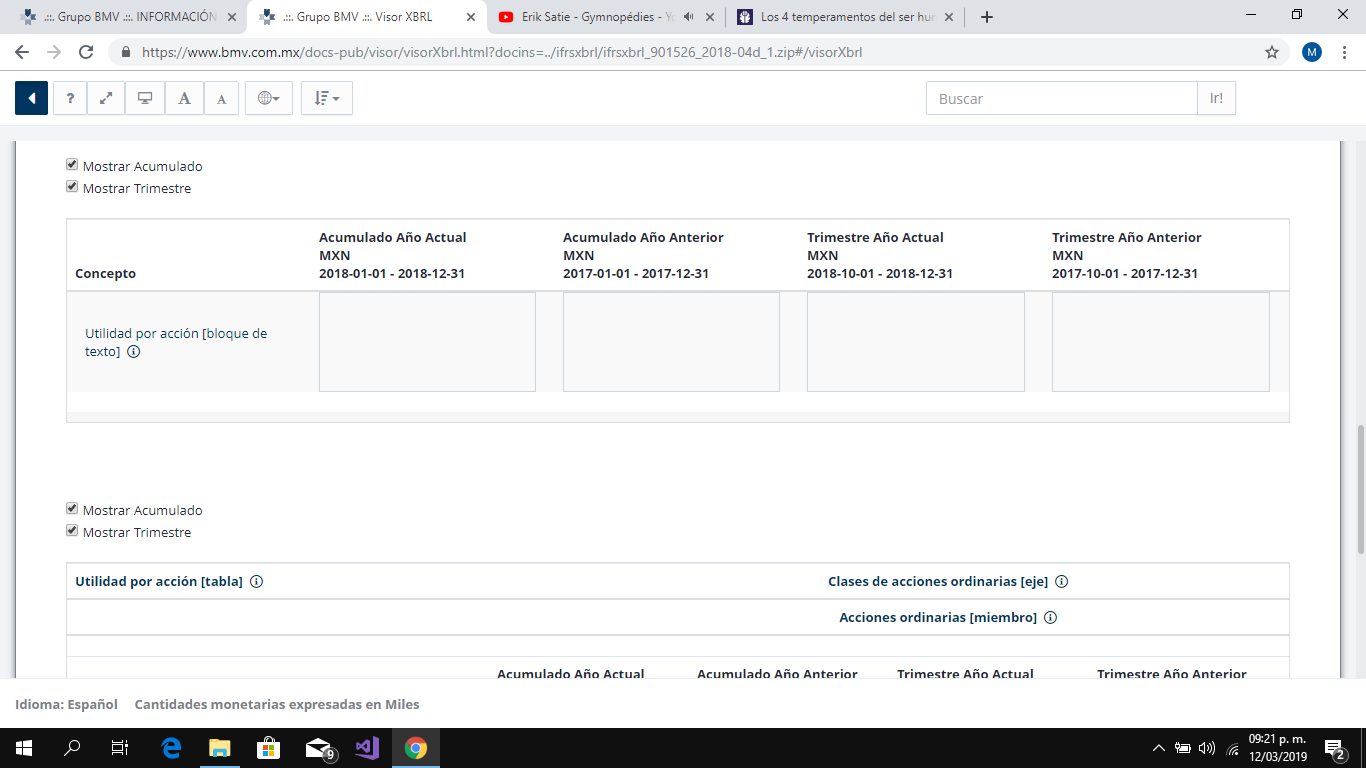 .::. Grupo BMV .::. INFORMACIÓN
.::. Grupo BMV .::. Visor XBRL
Erik Satie - Gymnopédies - Yo
Los 4 temperamentos del ser hur
https://www.bmv.com.mx/docs-pub/visor/visorXbrl.html?docins=../ifrsxbrl/ifrsxbrl_901526_2018-04d_1.zip#/visorXbrl
M
? A A
Buscar
Ir!
Mostrar Acumulado
Mostrar Trimestre
Concepto
Acumulado Año Actual
MXN
2018-01-01 - 2018-12-31
Acumulado Año Anterior
MXN
2017-01-01 - 2017-12-31
Trimestre Año Actual
MXN
2018-10-01 - 2018-12-31
Trimestre Año Anterior
MXN
2017-10-01 - 2017-12-31
Utilidad por acción [bloque de
texto]
Mostrar Acumulado
Mostrar Trimestre
Utilidad por acción [tabla]
Clases de acciones ordinarias [eje]
Acciones ordinarias [miembro]
Acumulado Año Actual
Acumulado Año Anterior
Trimestre Año Actual
Trimestre Año Anterior
Idioma: Español
Cantidades monetarias expresadas en Miles
9
09:21 p. m.
12/03/2019
2